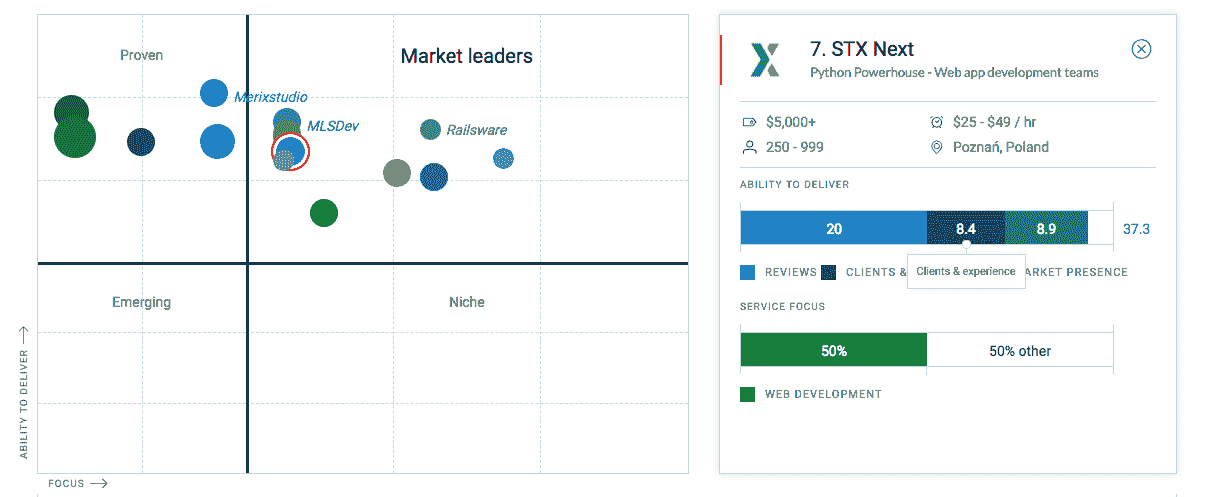 Proven
Market leaders
Merixstudio
MLSDev
Railsware
Emerging
Niche
ABILITY TO DELIVER
FOCUS
7. STX Next
Python Powerhouse - Web app development teams
$5,000+
$25 - $49 / hr
250 - 999
Poznań, Poland
ABILITY TO DELIVER
20
8.4
8.9
37.3
REVIEWS
CLIENTS &
Clients & experience
ARKET PRESENCE
SERVICE FOCUS
50%
50% other
WEB DEVELOPMENT